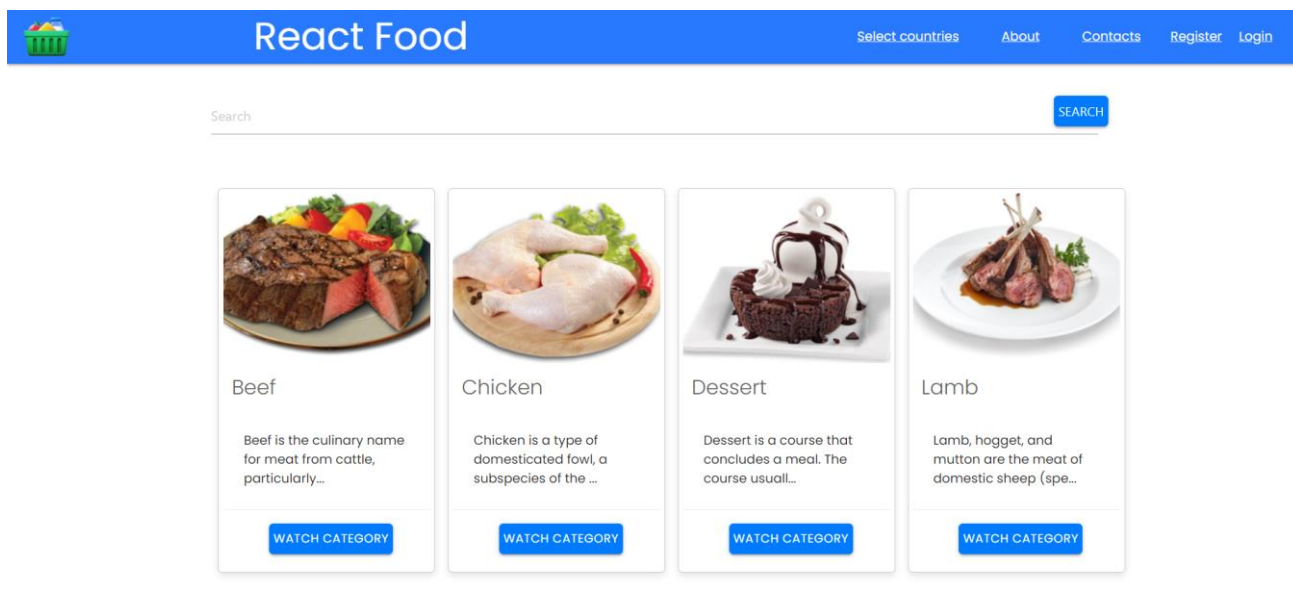 React Food
Select countries
About
Contacts
Register
Login
Search
SEARCH
Beef
Beef is the culinary name
for meat from cattle,
particularly...
WATCH CATEGORY
Chicken
Chicken is a type of
domesticated fowl, a
subspecies of the ...
WATCH CATEGORY
Dessert
Dessert is a course that
concludes a meal. The
course usuall...
WATCH CATEGORY
Lamb
Lamb, hogget, and
mutton are the meat of
domestic sheep (spe...
WATCH CATEGORY